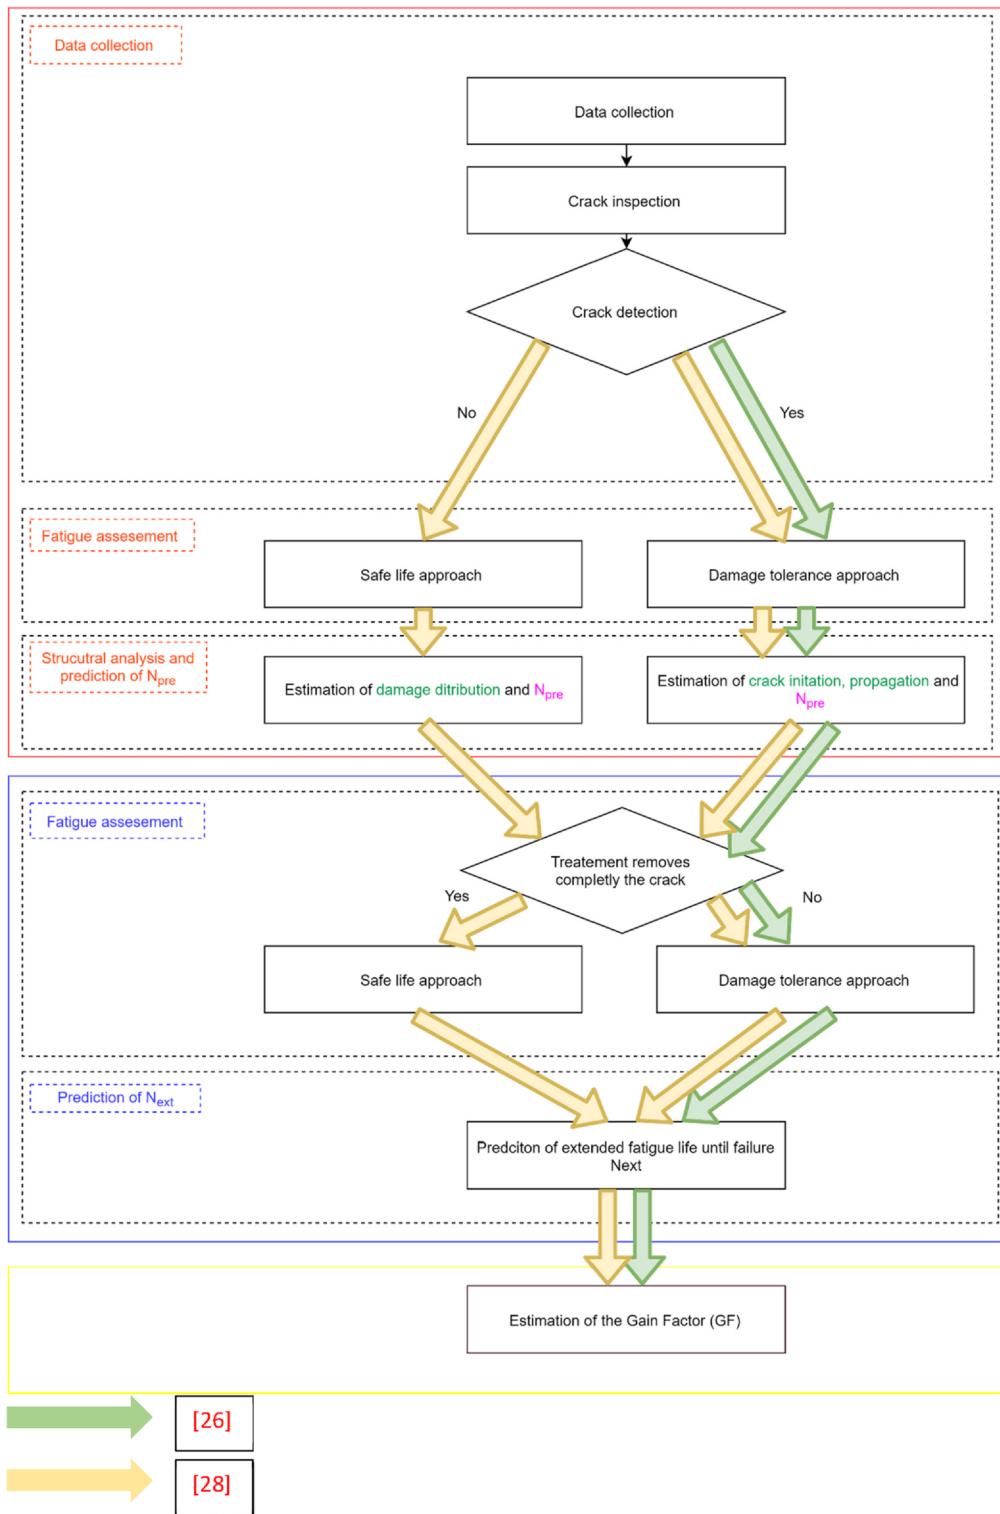 Data collection
Data collection
Crack inspection
Crack detection
No
Yes
Fatigue assesement
Safe life approach
Damage tolerance approach
Strucutral analysis and
prediction of Npre
Estimation of damage ditribution and Npre
Estimation of crack initation, propagation and
Npre
Fatigue assesement
Treatement removes
completly the crack
Yes
No
Safe life approach
Damage tolerance approach
Prediction of Next
Predciton of extended fatigue life until failure
Next
Estimation of the Gain Factor (GF)
[26]
[28]